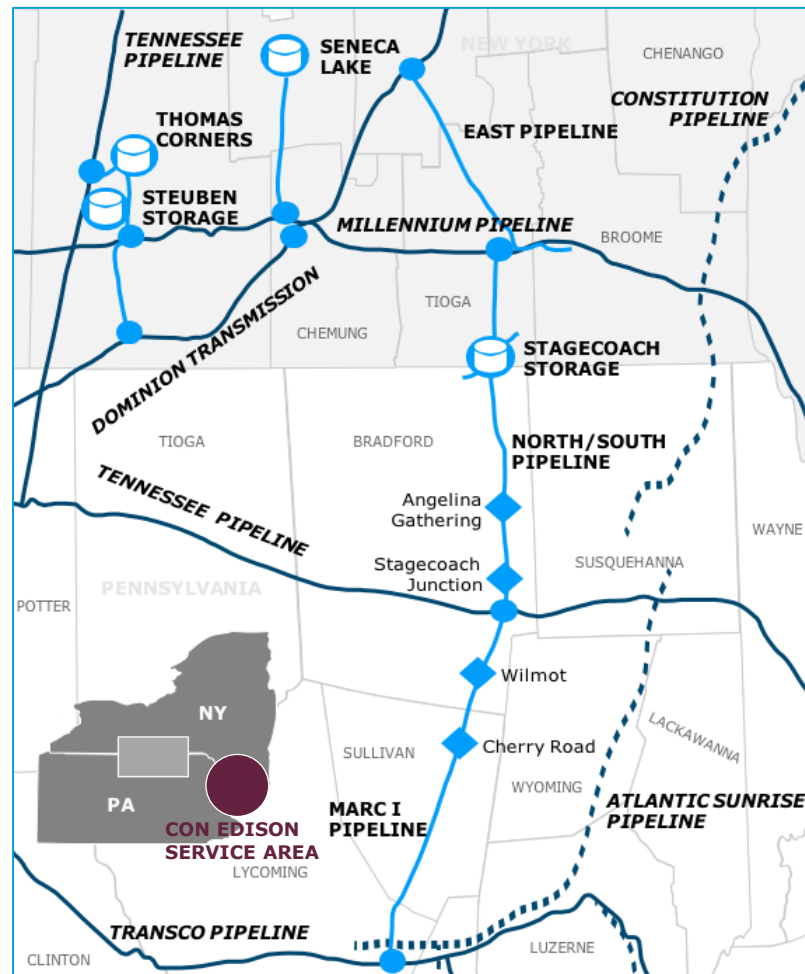 TENNESSEE
PIPELINE
SENECA
LAKE
NEW YORK
CHENANGO
CONSTITUTION
PIPELINE
THOMAS
CORNERS
EAST PIPELINE
STEUBEN
STORAGE
MILLENNIUM PIPELINE
BROOME
TIOGA
DOMINION TRANSMISSION
CHEMUNG
STAGECOACH
STORAGE
TIOGA
BRADFORD
NORTH/SOUTH
PIPELINE
TENNESSEE PIPELINE
Angelina
Gathering
WAYNE
Stagecoach
Junction
SUSQUEHANNA
PENNSYLVANIA
POTTER
Wilmot
NY
LACKAWANNA
SULLIVAN
Cherry Road
WYOMING
PA
MARC I
PIPELINE
ATLANTIC SUNRISE
PIPELINE
CON EDISON
SERVICE AREA
LYCOMING
TRANSCO PIPELINE
LUZERNE
CLINTON